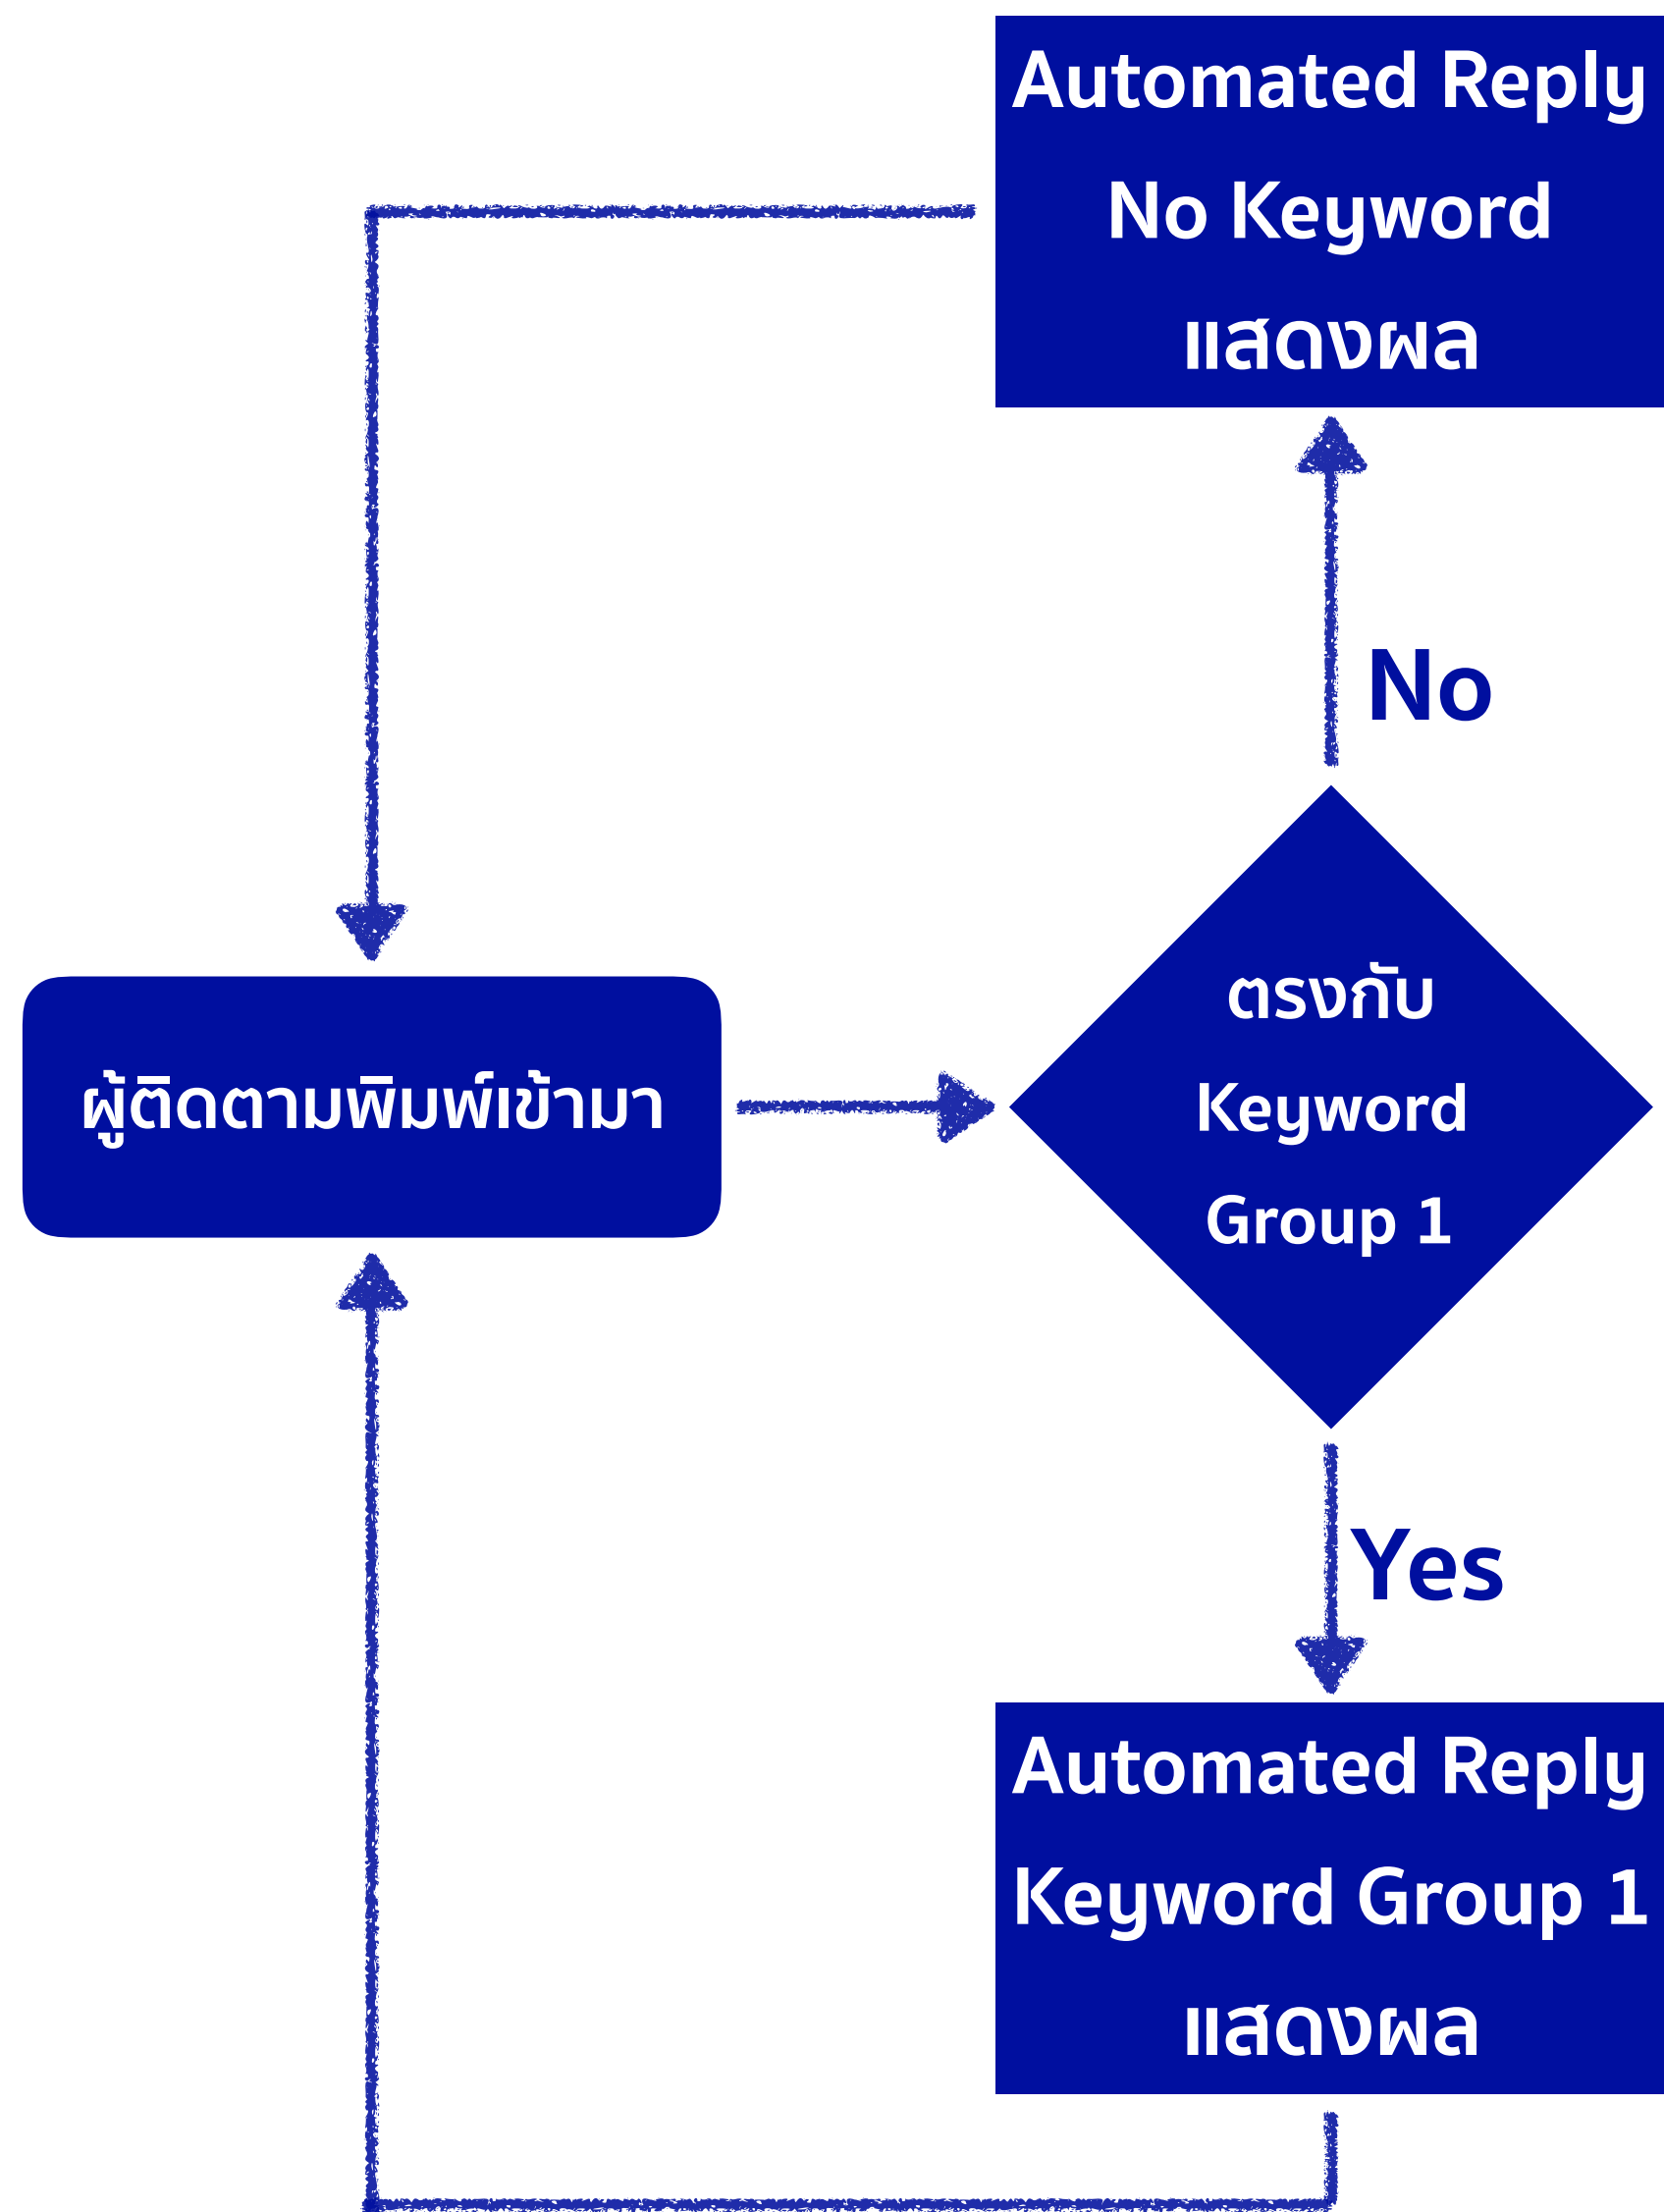 Automated Reply
No Keyword
แสดงผล
No
ผู้ติดตามพิมพ์เข้ามา
ตรงกับ
Keyword
Group 1
Yes
Automated Reply
Keyword Group 1
แสดงผล